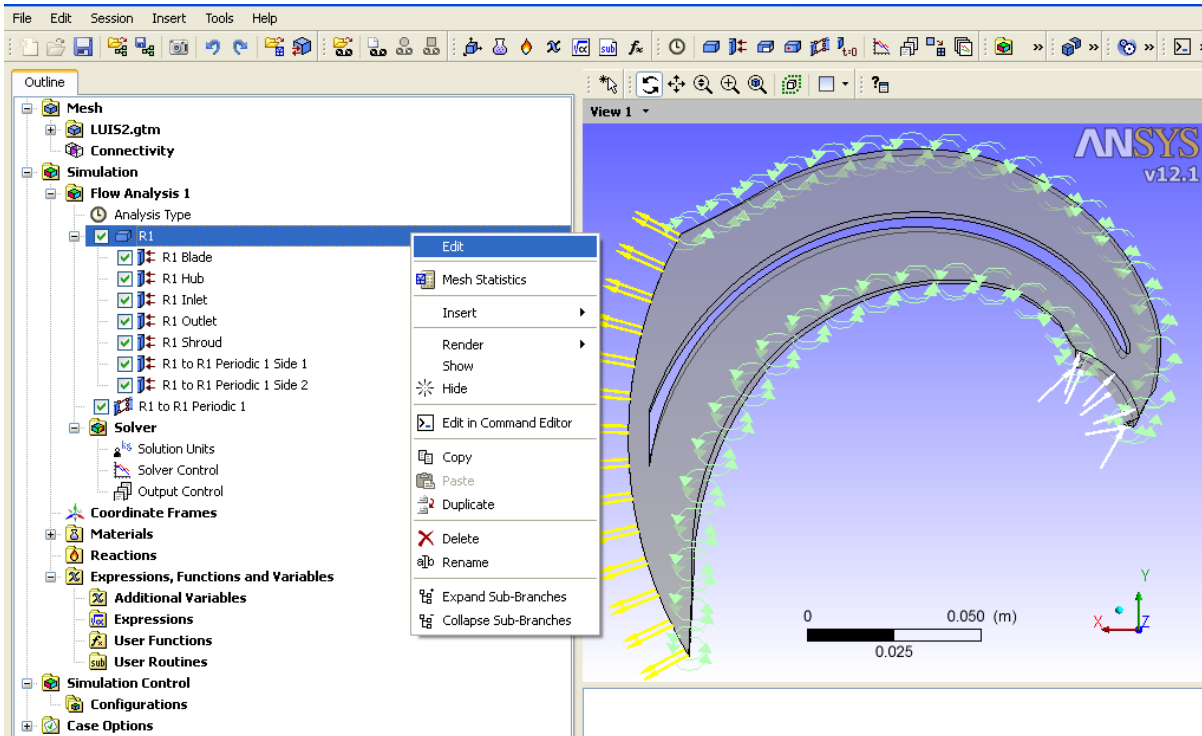 File Edit Session Insert Tools Help
Outline
Mesh
LUIS2.gtm
Connectivity
Simulation
Flow Analysis 1
Analysis Type
R1
R1 Blade
R1 Hub
R1 Inlet
R1 Outlet
R1 Shroud
R1 to R1 Periodic 1 Side 1
R1 to R1 Periodic 1 Side 2
R1 to R1 Periodic 1
Solver
Solution Units
Solver Control
Output Control
Coordinate Frames
Materials
Reactions
Expressions, Functions and Variables
Additional Variables
Expressions
User Functions
User Routines
Simulation Control
Configurations
Case Options
Edit
Mesh Statistics
Insert
Render
Show
Hide
Edit in Command Editor
Copy
Paste
Duplicate
Delete
Rename
Expand Sub-Branches
Collapse Sub-Branches
View 1
ANSYS
v12.1
0 0.050 (m)
0.025
Y
X Z